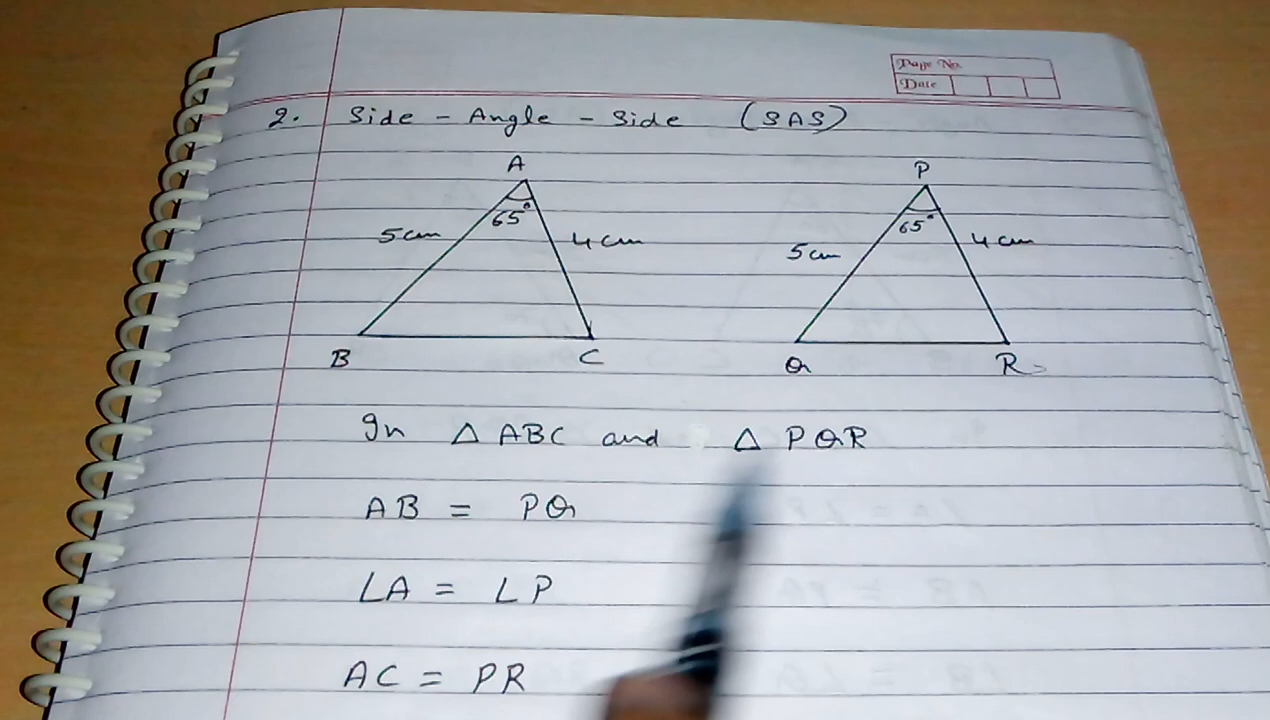 Page No.
Date
2. Side - Angle - Side (SAS)
A P
65° 65°
5cm 4cm 5cm 4cm
B C Q R
In △ ABC and △ PQR
AB = PQ
∠A = ∠P
AC = PR